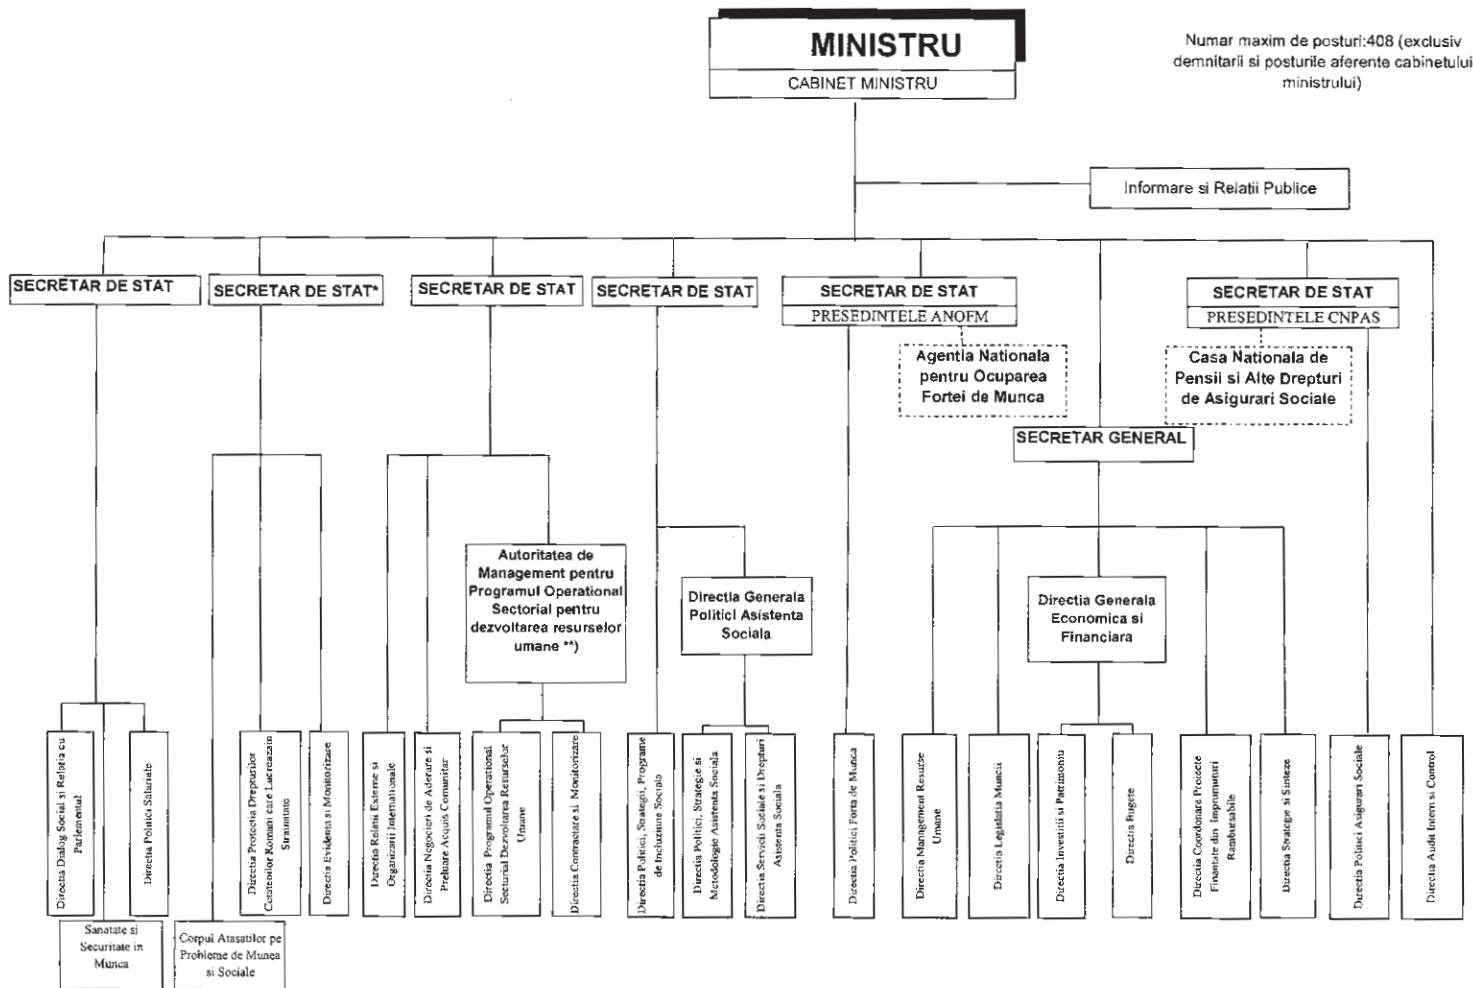 MINISTRU
CABINET MINISTRU
Numar maxim de posturi:408 (exclusiv
demnitarii si posturile aferente cabinetului
ministrului)
Informare si Relatii Publice
SECRETAR DE STAT
SECRETAR DE STAT*
SECRETAR DE STAT
SECRETAR DE STAT
SECRETAR DE STAT
PRESEDINTELE ANOFM
SECRETAR DE STAT
PRESEDINTELE CNPAS
Agentia Nationala
pentru Ocuparea
Fortei de Munca
Casa Nationala de
Pensii si Alte Drepturi
de Asigurari Sociale
SECRETAR GENERAL
Autoritatea de
Management pentru
Programul Operational
Sectorial pentru
dezvoltarea resurselor
umane **)
Directia Generala
Politici Asistenta
Sociala
Directia Generala
Economica si
Financiara
Directia Dialog Social si Relatia cu
Parlamentul
Directia Politici Salariale
Directia Protectia Drepturilor
Cetatenilor Romani care Lucreazain
Strainatate
Directia Evidenta si Monitorizare
Directia Relatii Externe si
Organizatii Internationale
Directia Negocieri de Aderare si
Preluare Acquis Comunitar
Directia Programul Operational
Sectorial Dezvoltarea Resurselor
Umane
Directia Contractare si Monitorizare
Directia Politici, Strategii, Programe
de Incluziune Sociala
Directia Politici, Strategie si
Metodologie Asistenta Sociala
Directia Servicii Sociale si Drepturi
Asistenta Sociala
Directia Politici Forta de Munca
Directia Management Resurse
Umane
Directia Legislatia Muncii
Directia Investitii si Patrimoniu
Directia Bugete
Directia Coordonare Proiecte
Finantate din Imprumuturi
Rambursabile
Directia Strategie si Sinteze
Directia Politici Asigurari Sociale
Directia Audit Intern si Control
Sanatate si
Securitate in
Munca
Corpul Atasatilor pe
Probleme de Munca
si Sociale